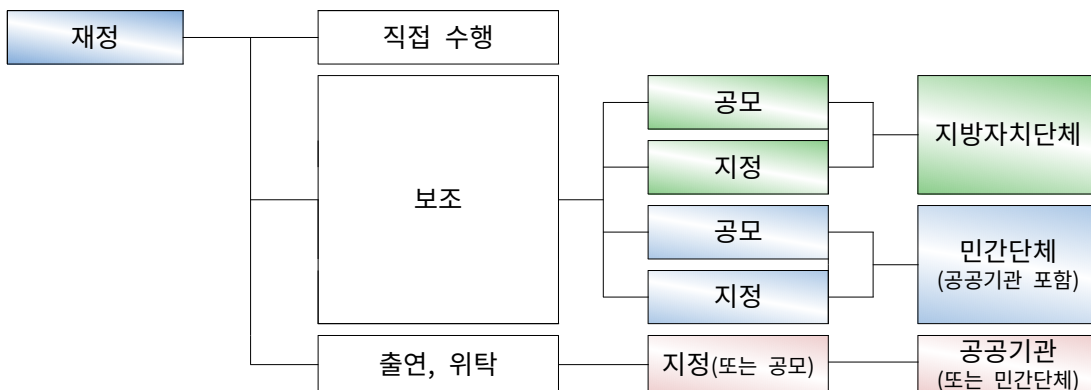 재정
직접 수행
보조
공모
지정
지방자치단체
공모
지정
민간단체
(공공기관 포함)
출연, 위탁
지정(또는 공모)
공공기관
(또는 민간단체)